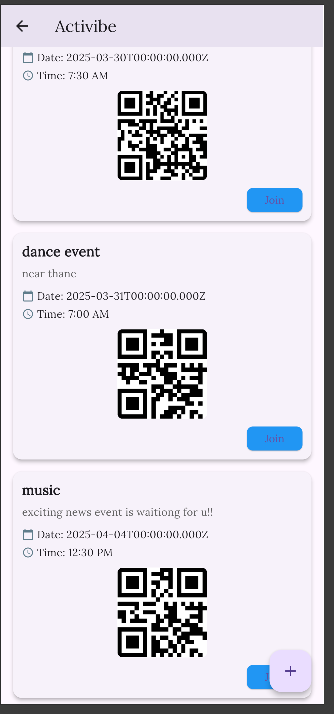 Activibe
Date: 2025-03-30T00:00:00.000Z
Time: 7:30 AM
Join
dance event
near thane
Date: 2025-03-31T00:00:00.000Z
Time: 7:00 AM
Join
music
exciting news event is waitiong for u!!
Date: 2025-04-04T00:00:00.000Z
Time: 12:30 PM